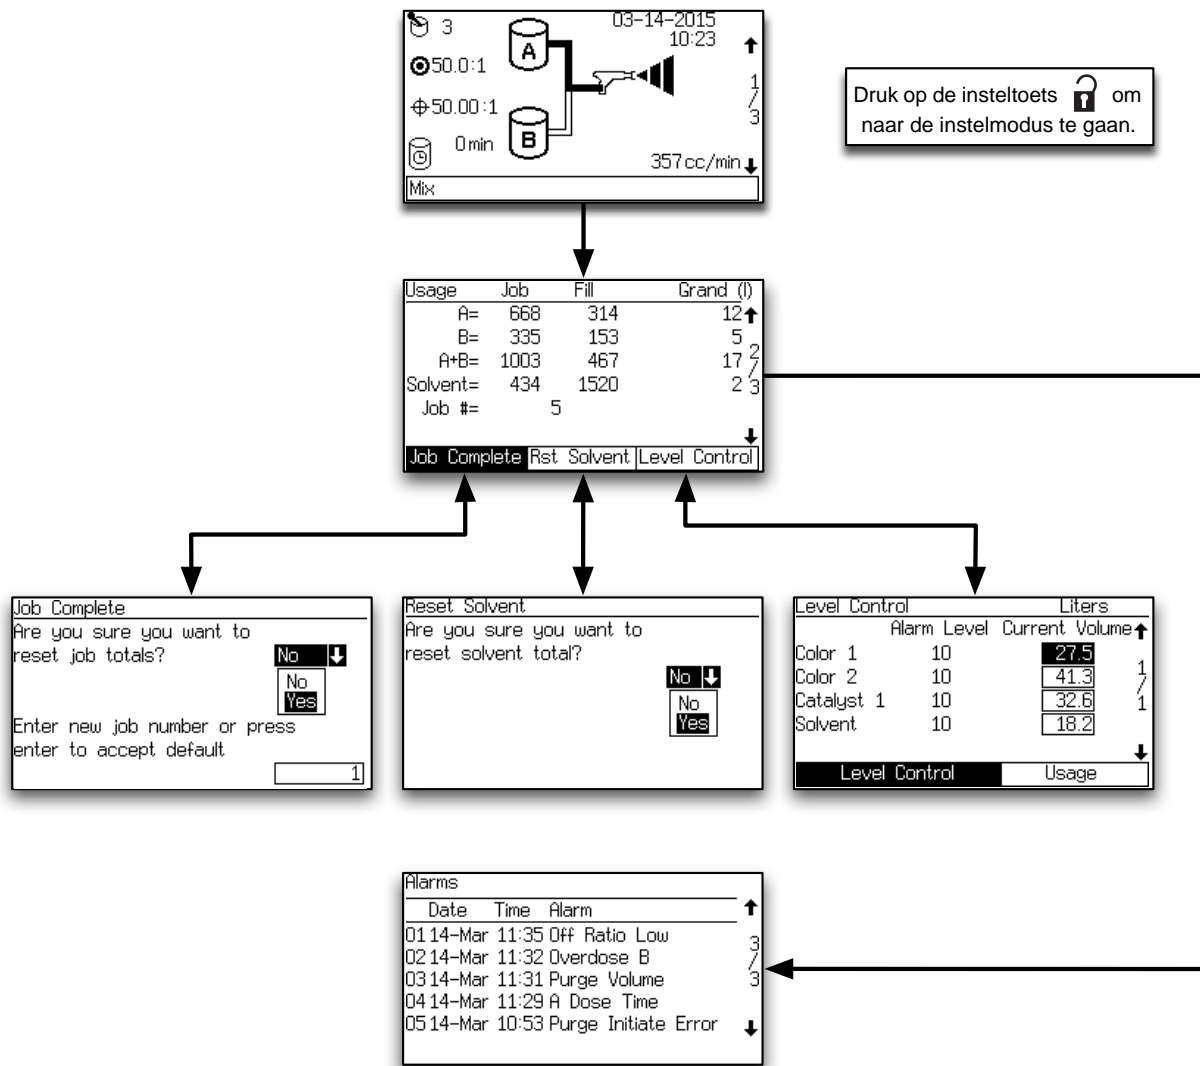 3
03-14-2015
10:23
A
50.0:1
1
/
3
50.00:1
B
0 min
357 cc/min
Mix
Druk op de insteltoets om
naar de instelmodus te gaan.
Usage Job Fill Grand (l)
A= 668 314 12
B= 335 153 5
A+B= 1003 467 17
Solvent= 434 1520 2
Job #= 5
2
/
3
Job Complete Rst Solvent Level Control
Job Complete
Are you sure you want to
reset job totals? No
No
Yes
Enter new job number or press
enter to accept default
1
Reset Solvent
Are you sure you want to
reset solvent total?
No
No
Yes
Level Control Liters
Alarm Level Current Volume
Color 1 10 27.5
Color 2 10 41.3
Catalyst 1 10 32.6
Solvent 10 18.2
1
/
1
Level Control Usage
Alarms
Date Time Alarm
01 14-Mar 11:35 Off Ratio Low
02 14-Mar 11:32 Overdose B
03 14-Mar 11:31 Purge Volume
04 14-Mar 11:29 A Dose Time
05 14-Mar 10:53 Purge Initiate Error
3
/
3